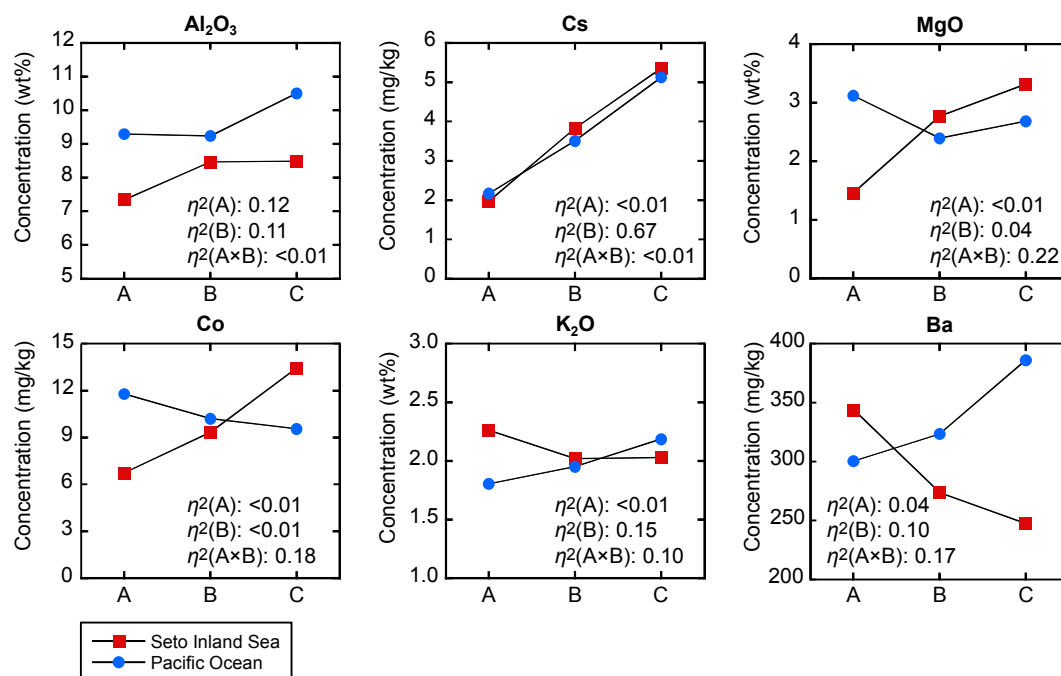 Al₂O₃
Concentration (wt%)
12
11
10
9
8
7
6
5
η²(A): 0.12
η²(B): 0.11
η²(A×B): <0.01
A B C
Cs
Concentration (mg/kg)
6
5
4
3
2
1
0
η²(A): <0.01
η²(B): 0.67
η²(A×B): <0.01
A B C
MgO
Concentration (wt%)
4
3
2
1
0
η²(A): <0.01
η²(B): 0.04
η²(A×B): 0.22
A B C
Co
Concentration (mg/kg)
15
12
9
6
3
0
η²(A): <0.01
η²(B): <0.01
η²(A×B): 0.18
A B C
K₂O
Concentration (wt%)
3.0
2.5
2.0
1.5
1.0
η²(A): <0.01
η²(B): 0.15
η²(A×B): 0.10
A B C
Ba
Concentration (mg/kg)
400
350
300
250
200
η²(A): 0.04
η²(B): 0.10
η²(A×B): 0.17
A B C
Seto Inland Sea
Pacific Ocean